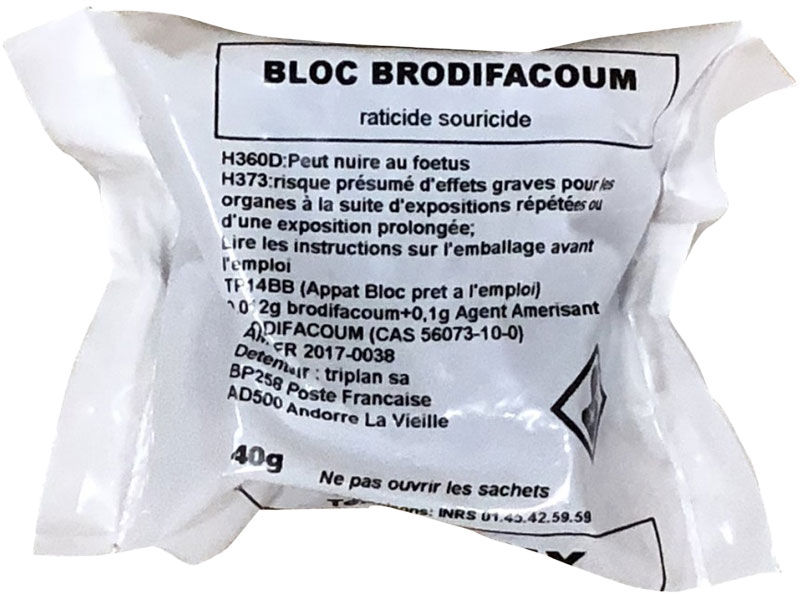 BLOC BRODIFACOUM
raticide souricide
H360D:Peut nuire au foetus
H373:risque présumé d'effets graves pour les
organes à la suite d'expositions répétées ou
d'une exposition prolongée;
Lire les instructions sur l'emballage avant
l'emploi
TP14BB (Appat Bloc pret a l'emploi)
brodifacoum+0,1g Agent Amerisant
(CAS 56073-10-0)
FR 2017-0038
: triplan sa
BP258 Poste Francaise
AD500 Andorre La Vieille
40g
Ne pas ouvrir les sachets
INRS 01.45.42.59.59